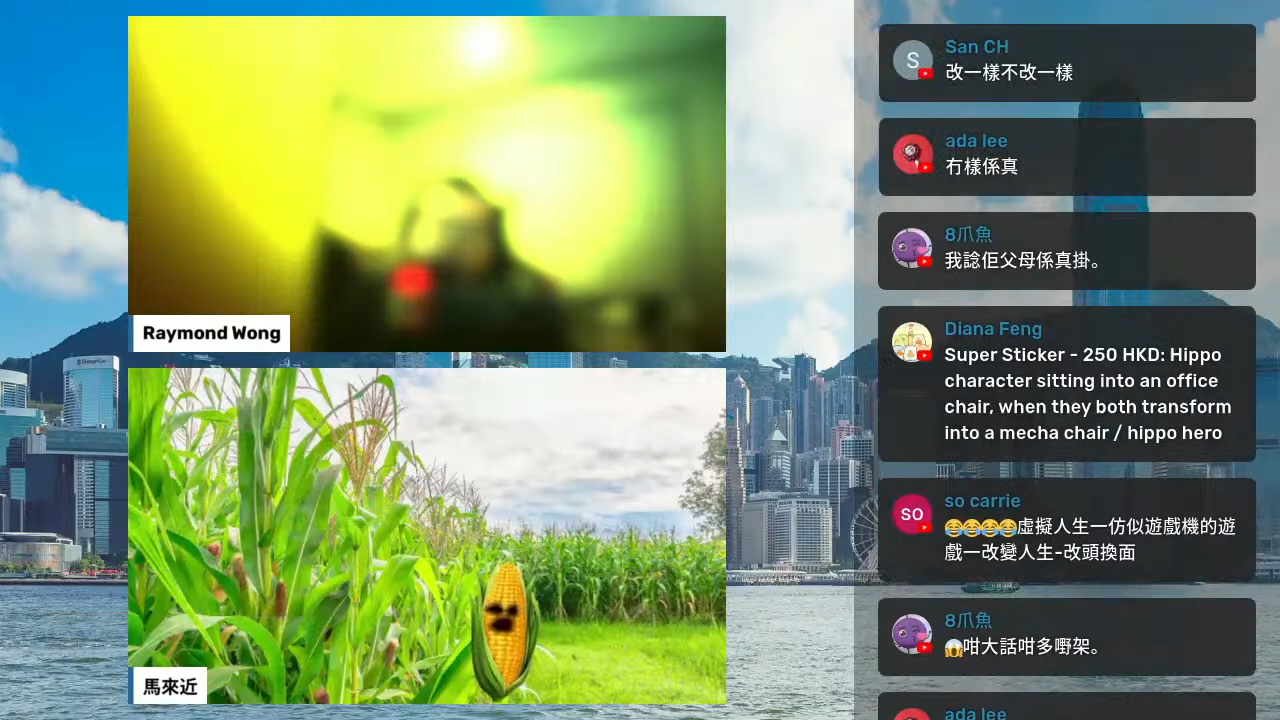 Raymond Wong
馬來近
San CH
改一樣不改一樣
ada lee
冇樣係真
8爪魚
我諗佢父母係真掛。
Diana Feng
Super Sticker - 250 HKD: Hippo
character sitting into an office
chair, when they both transform
into a mecha chair / hippo hero
so carrie
😂😂😂😂虛擬人生一仿似遊戲機的遊
戲一改變人生-改頭換面
8爪魚
😱咁大話咁多嘢架。
ada lee
S
SO